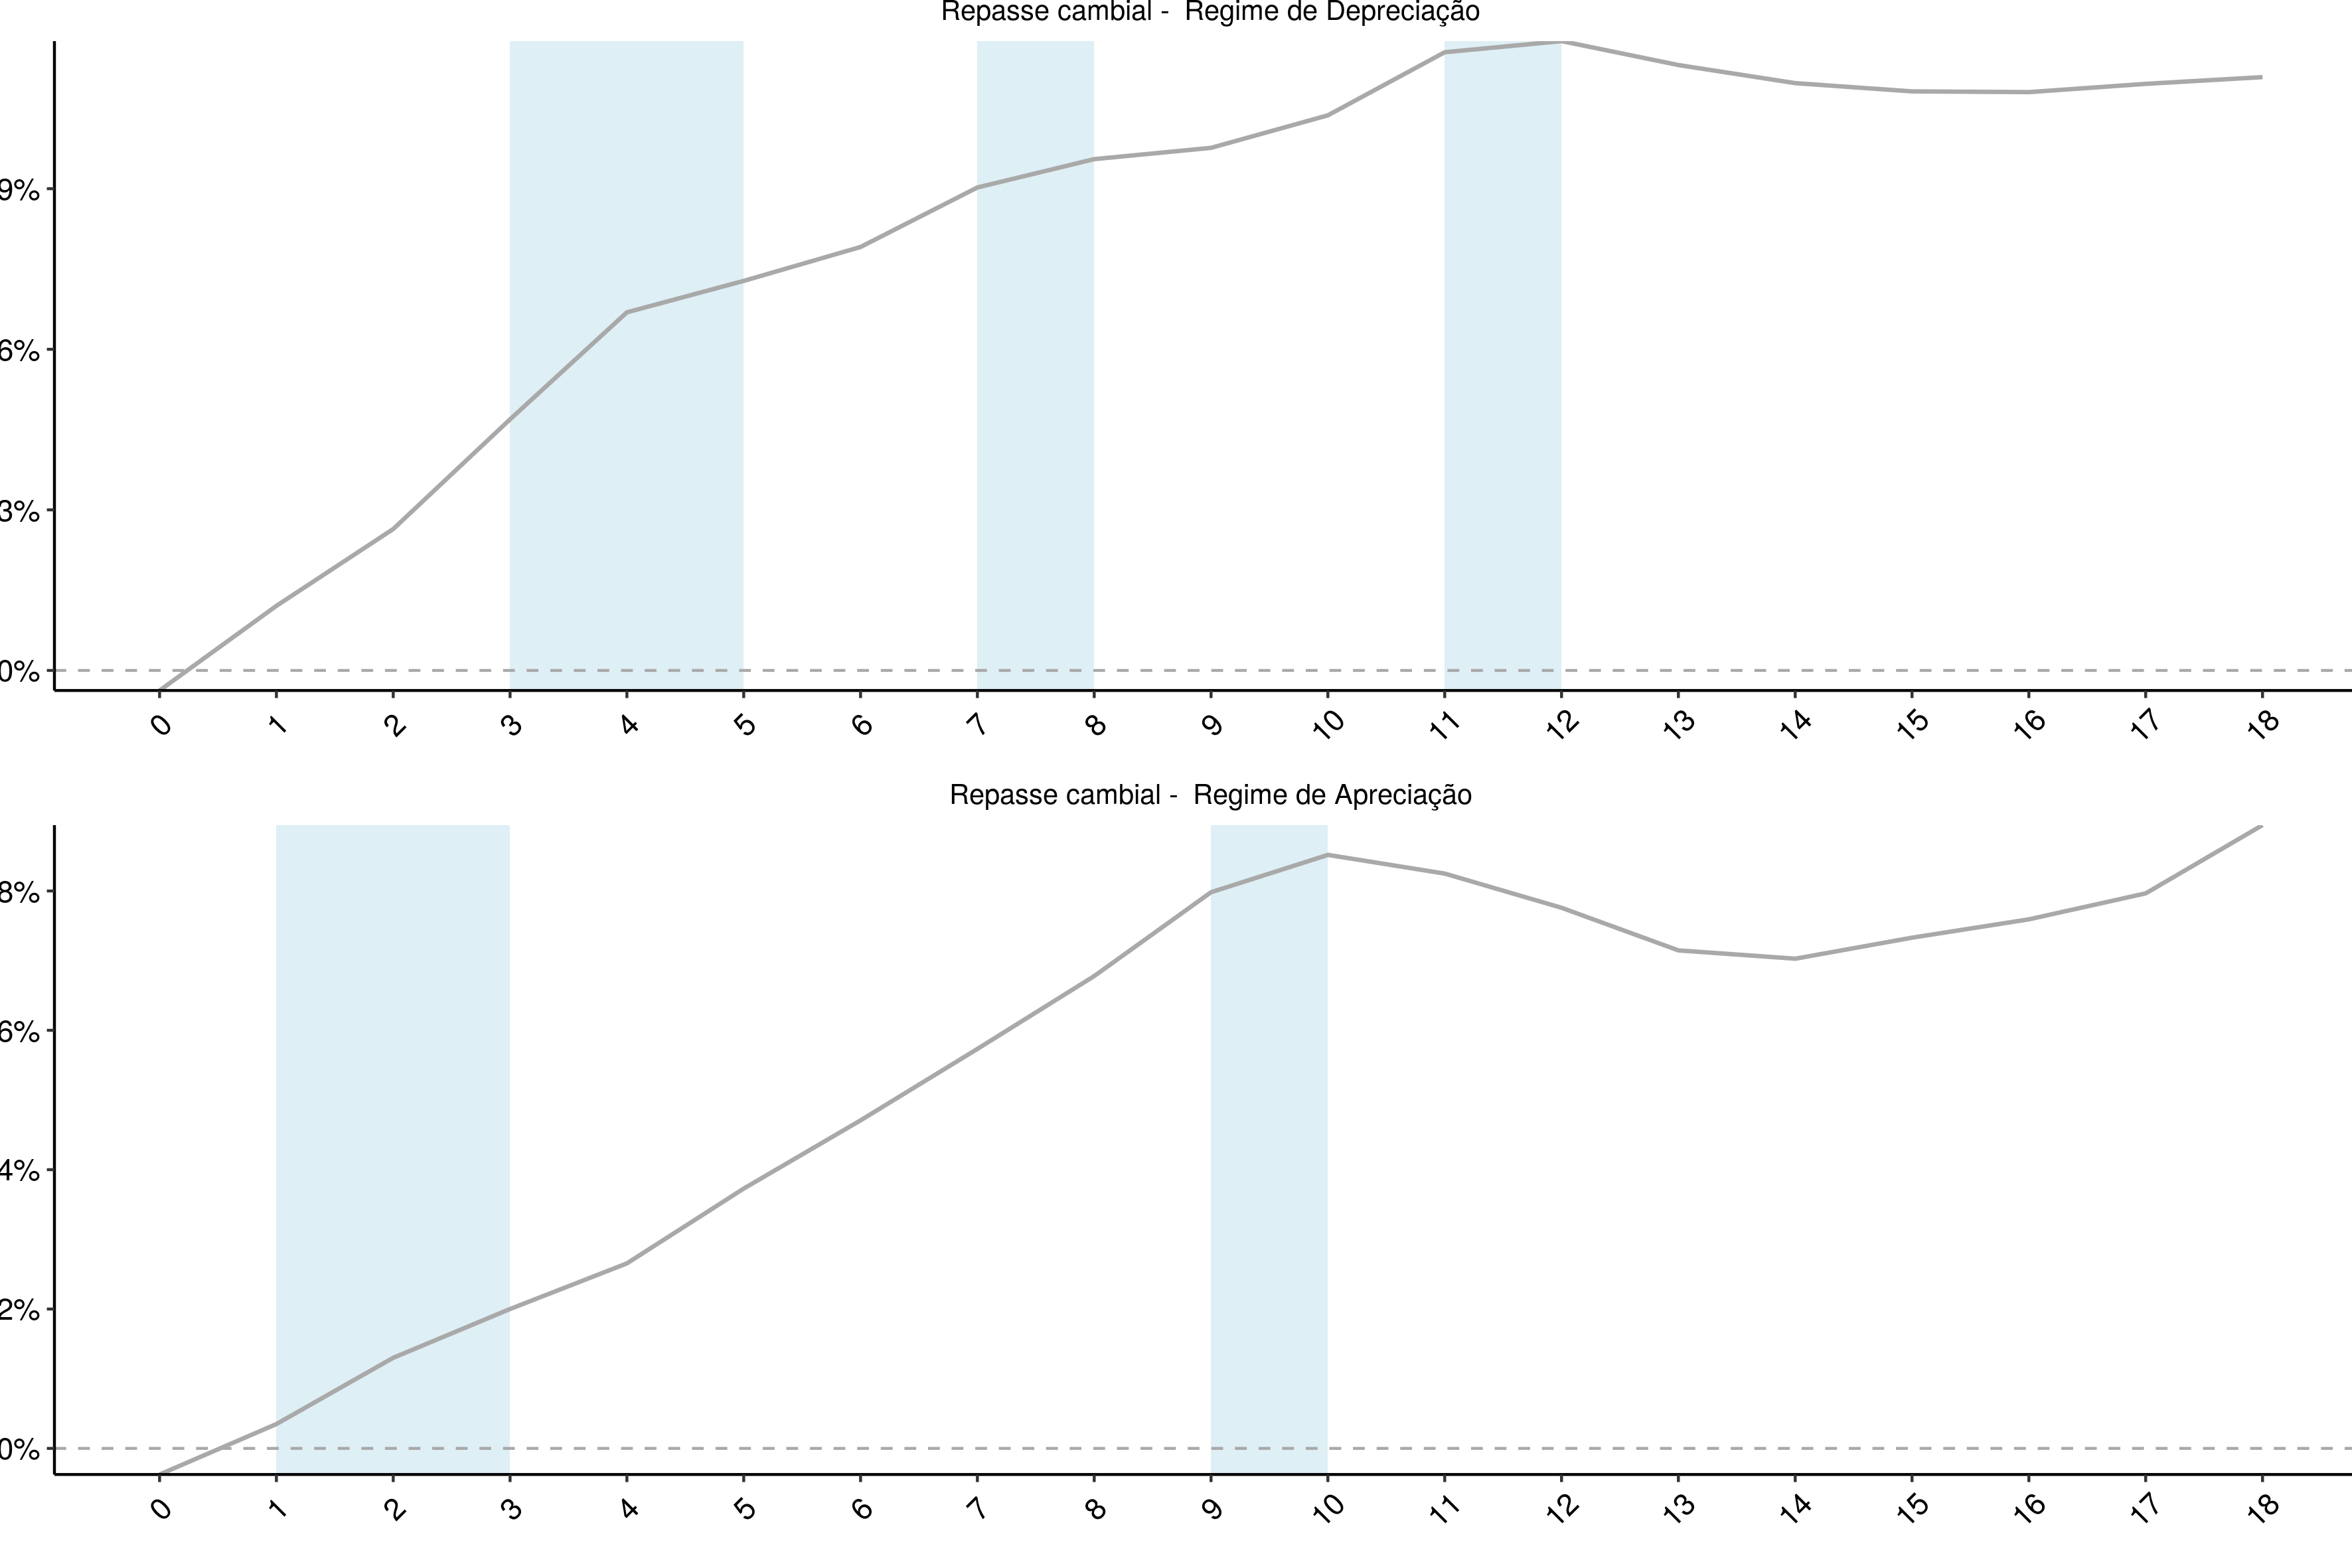 Repasse cambial -  Regime de Depreciação
9%
6%
3%
0%
0 1 2 3 4 5 6 7 8 9 10 11 12 13 14 15 16 17 18
Repasse cambial -  Regime de Apreciação
8%
6%
4%
2%
0%
0 1 2 3 4 5 6 7 8 9 10 11 12 13 14 15 16 17 18